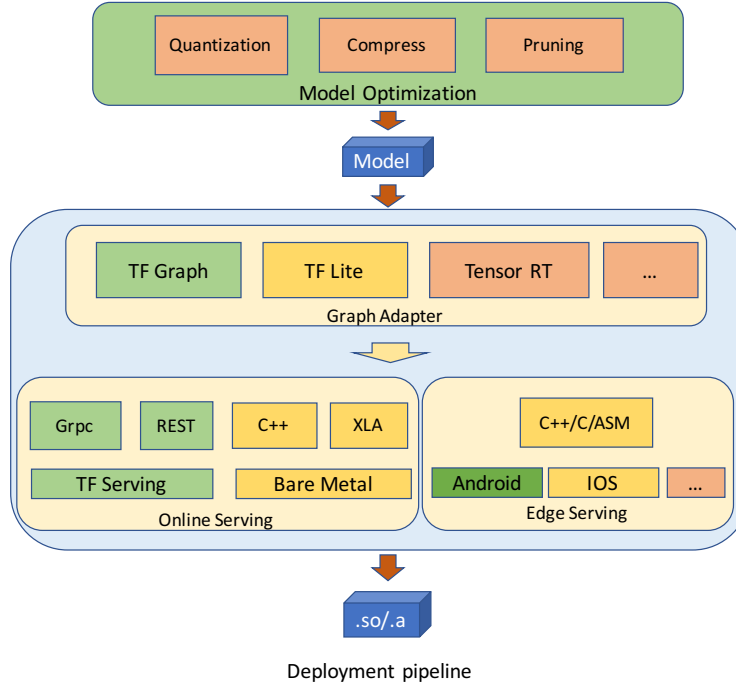 Quantization
Compress
Pruning
Model Optimization
Model
TF Graph
TF Lite
Tensor RT
...
Graph Adapter
Grpc
REST
C++
XLA
TF Serving
Bare Metal
Online Serving
C++/C/ASM
Android
IOS
...
Edge Serving
.so/.a
Deployment pipeline